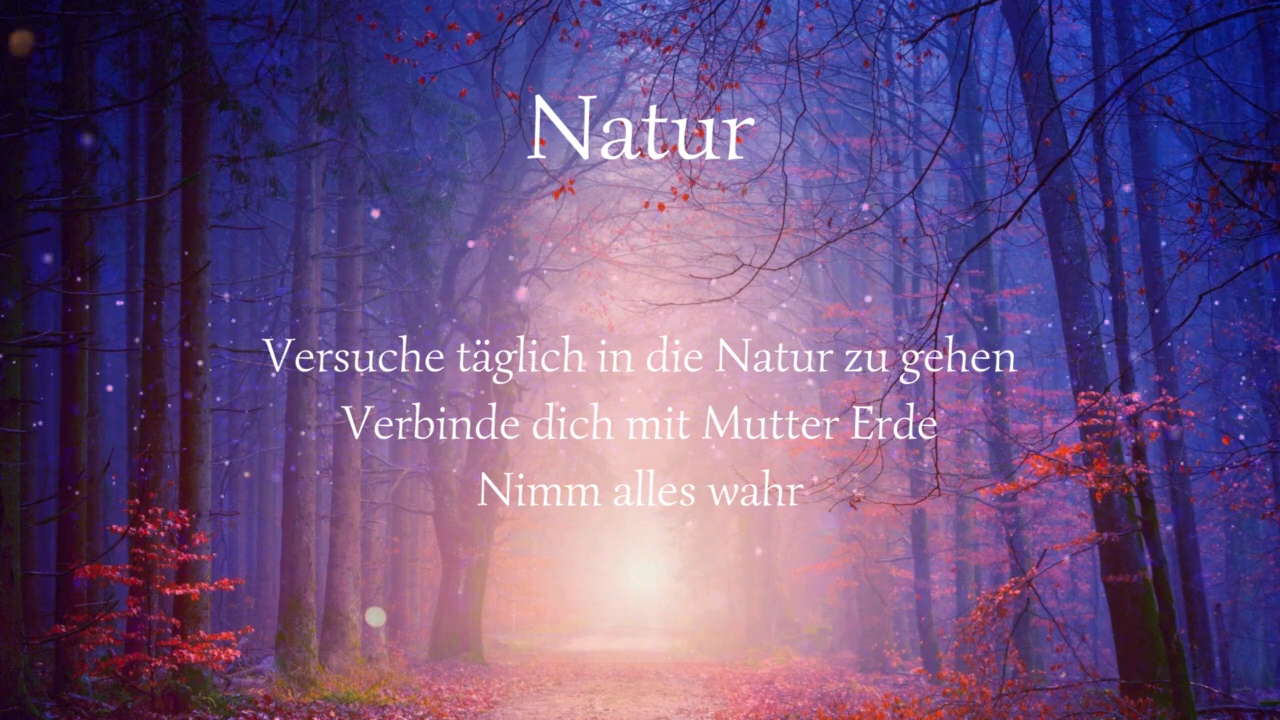 Natur
Versuche täglich in die Natur zu gehen
Verbinde dich mit Mutter Erde
Nimm alles wahr